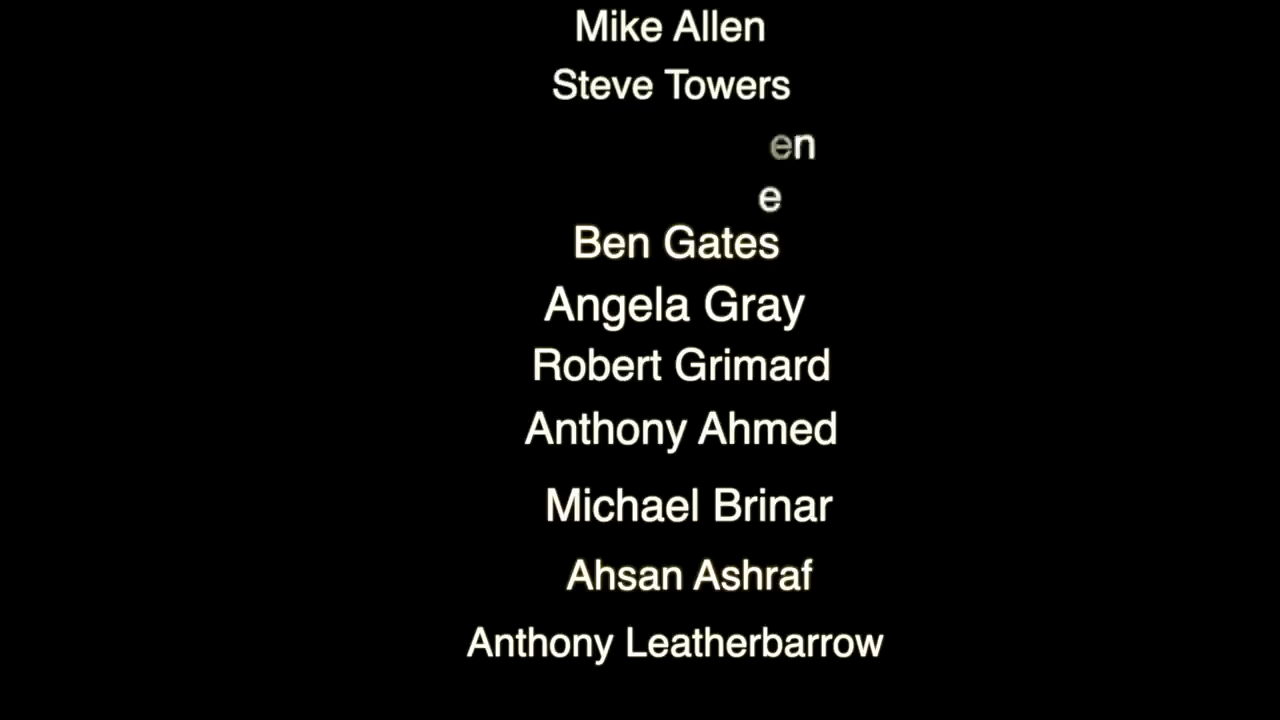 Mike Allen
Steve Towers
en
e
Ben Gates
Angela Gray
Robert Grimard
Anthony Ahmed
Michael Brinar
Ahsan Ashraf
Anthony Leatherbarrow